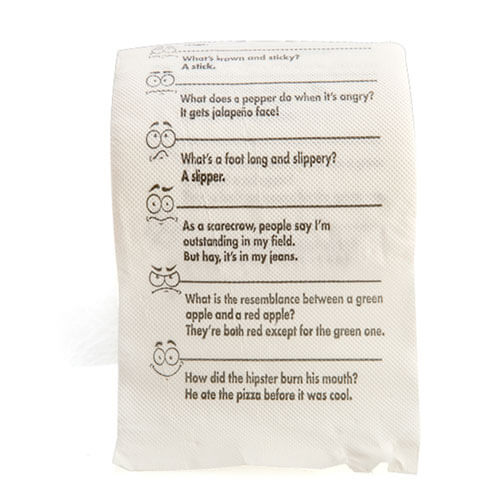 What's brown and sticky?
A stick.
What does a pepper do when it's angry?
It gets jalapeño face!
What's a foot long and slippery?
A slipper.
As a scarecrow, people say I'm
outstanding in my field.
But hay, it's in my jeans.
What is the resemblance between a green
apple and a red apple?
They're both red except for the green one.
How did the hipster burn his mouth?
He ate the pizza before it was cool.